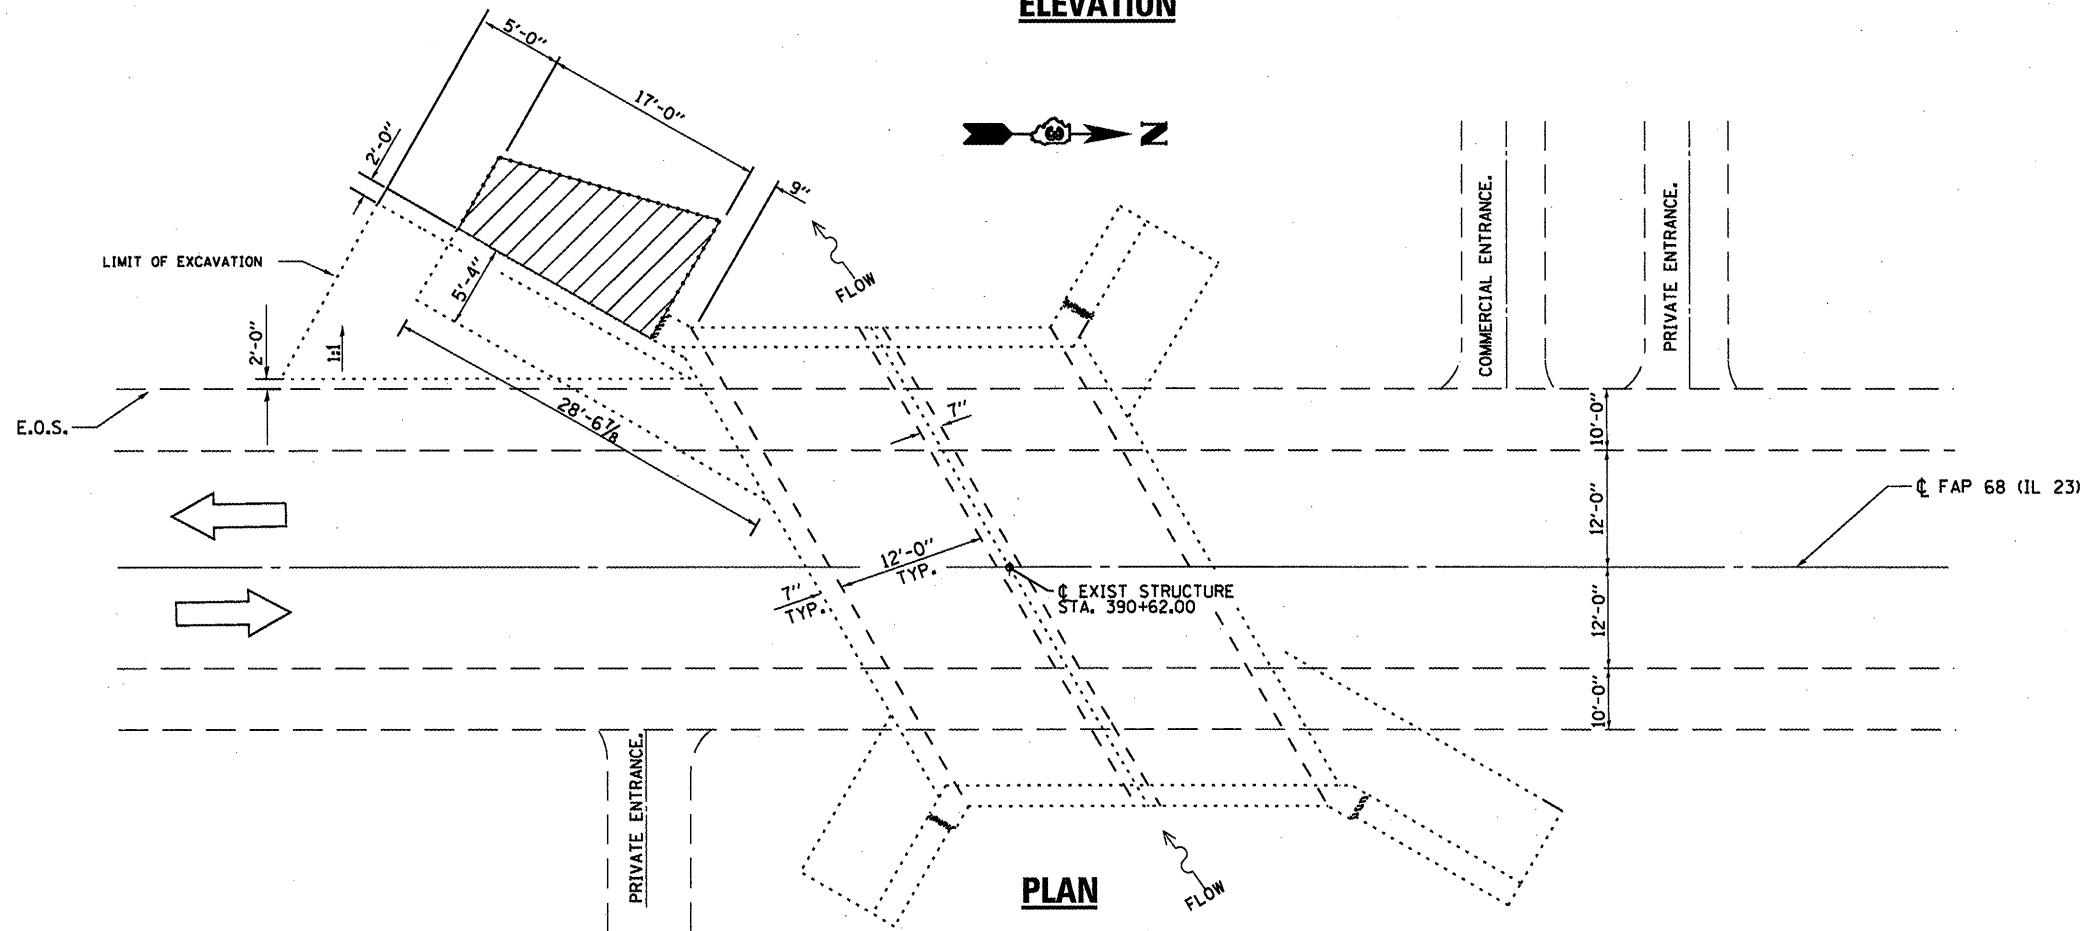 ELEVATION
5'-0"
17'-0"
2'-0"
9"
N
COMMERCIAL ENTRANCE.
PRIVATE ENTRANCE.
LIMIT OF EXCAVATION
5'-4"
FLOW
2'-0"
1:1
E.O.S.
28'-6 7/8
7"
10'-0"
12'-0"
℄ FAP 68 (IL 23)
12'-0"
TYP.
7"
TYP.
℄ EXIST STRUCTURE
STA. 390+62.00
12'-0"
10'-0"
PRIVATE ENTRANCE.
PLAN
FLOW